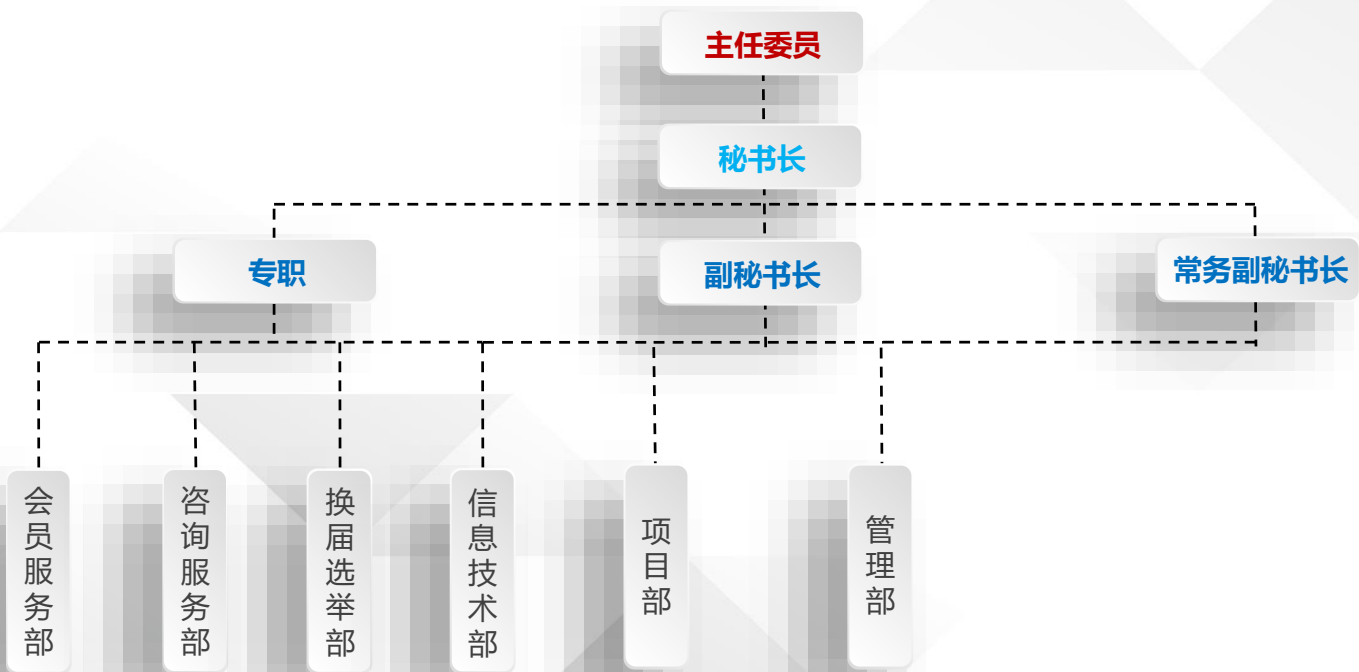 主任委员
秘书长
专职
副秘书长
常务副秘书长
会员服务部
咨询服务部
换届选举部
信息技术部
项目部
管理部